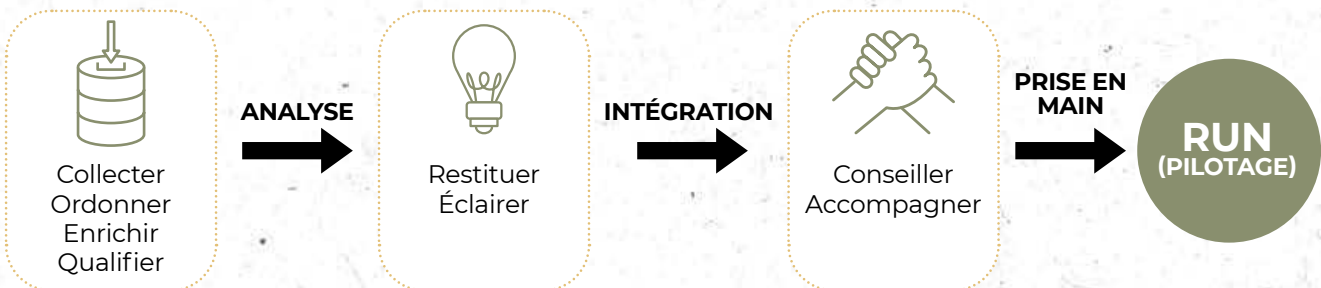 Collecter
Ordonner
Enrichir
Qualifier
ANALYSE
Restituer
Éclairer
INTÉGRATION
Conseiller
Accompagner
PRISE EN
MAIN
RUN
(PILOTAGE)